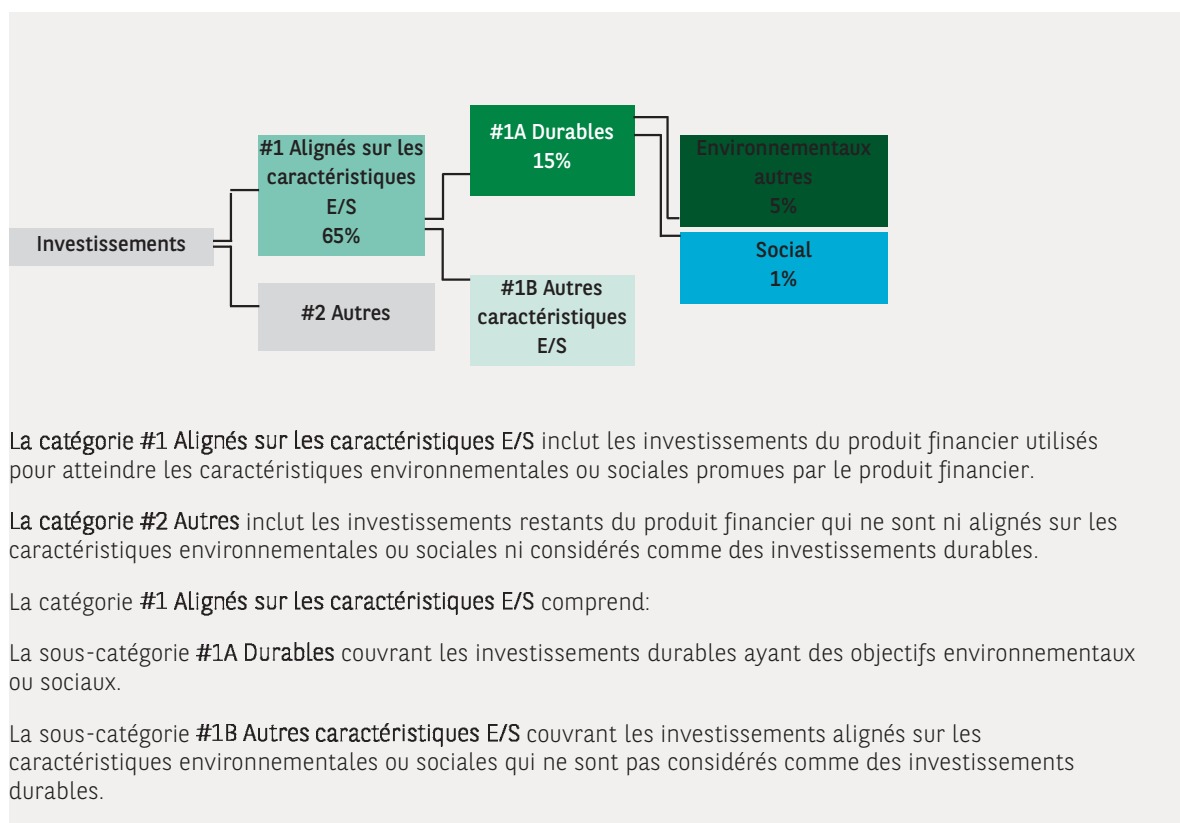 #1A Durables
15%
#1 Alignés sur les
caractéristiques
E/S
65%
Environnementaux
autres
5%
Investissements
Social
1%
#2 Autres
#1B Autres
caractéristiques
E/S
La catégorie #1 Alignés sur les caractéristiques E/S inclut les investissements du produit financier utilisés
pour atteindre les caractéristiques environnementales ou sociales promues par le produit financier.
La catégorie #2 Autres inclut les investissements restants du produit financier qui ne sont ni alignés sur les
caractéristiques environnementales ou sociales ni considérés comme des investissements durables.
La catégorie #1 Alignés sur les caractéristiques E/S comprend:
La sous-catégorie #1A Durables couvrant les investissements durables ayant des objectifs environnementaux
ou sociaux.
La sous-catégorie #1B Autres caractéristiques E/S couvrant les investissements alignés sur les
caractéristiques environnementales ou sociales qui ne sont pas considérés comme des investissements
durables.